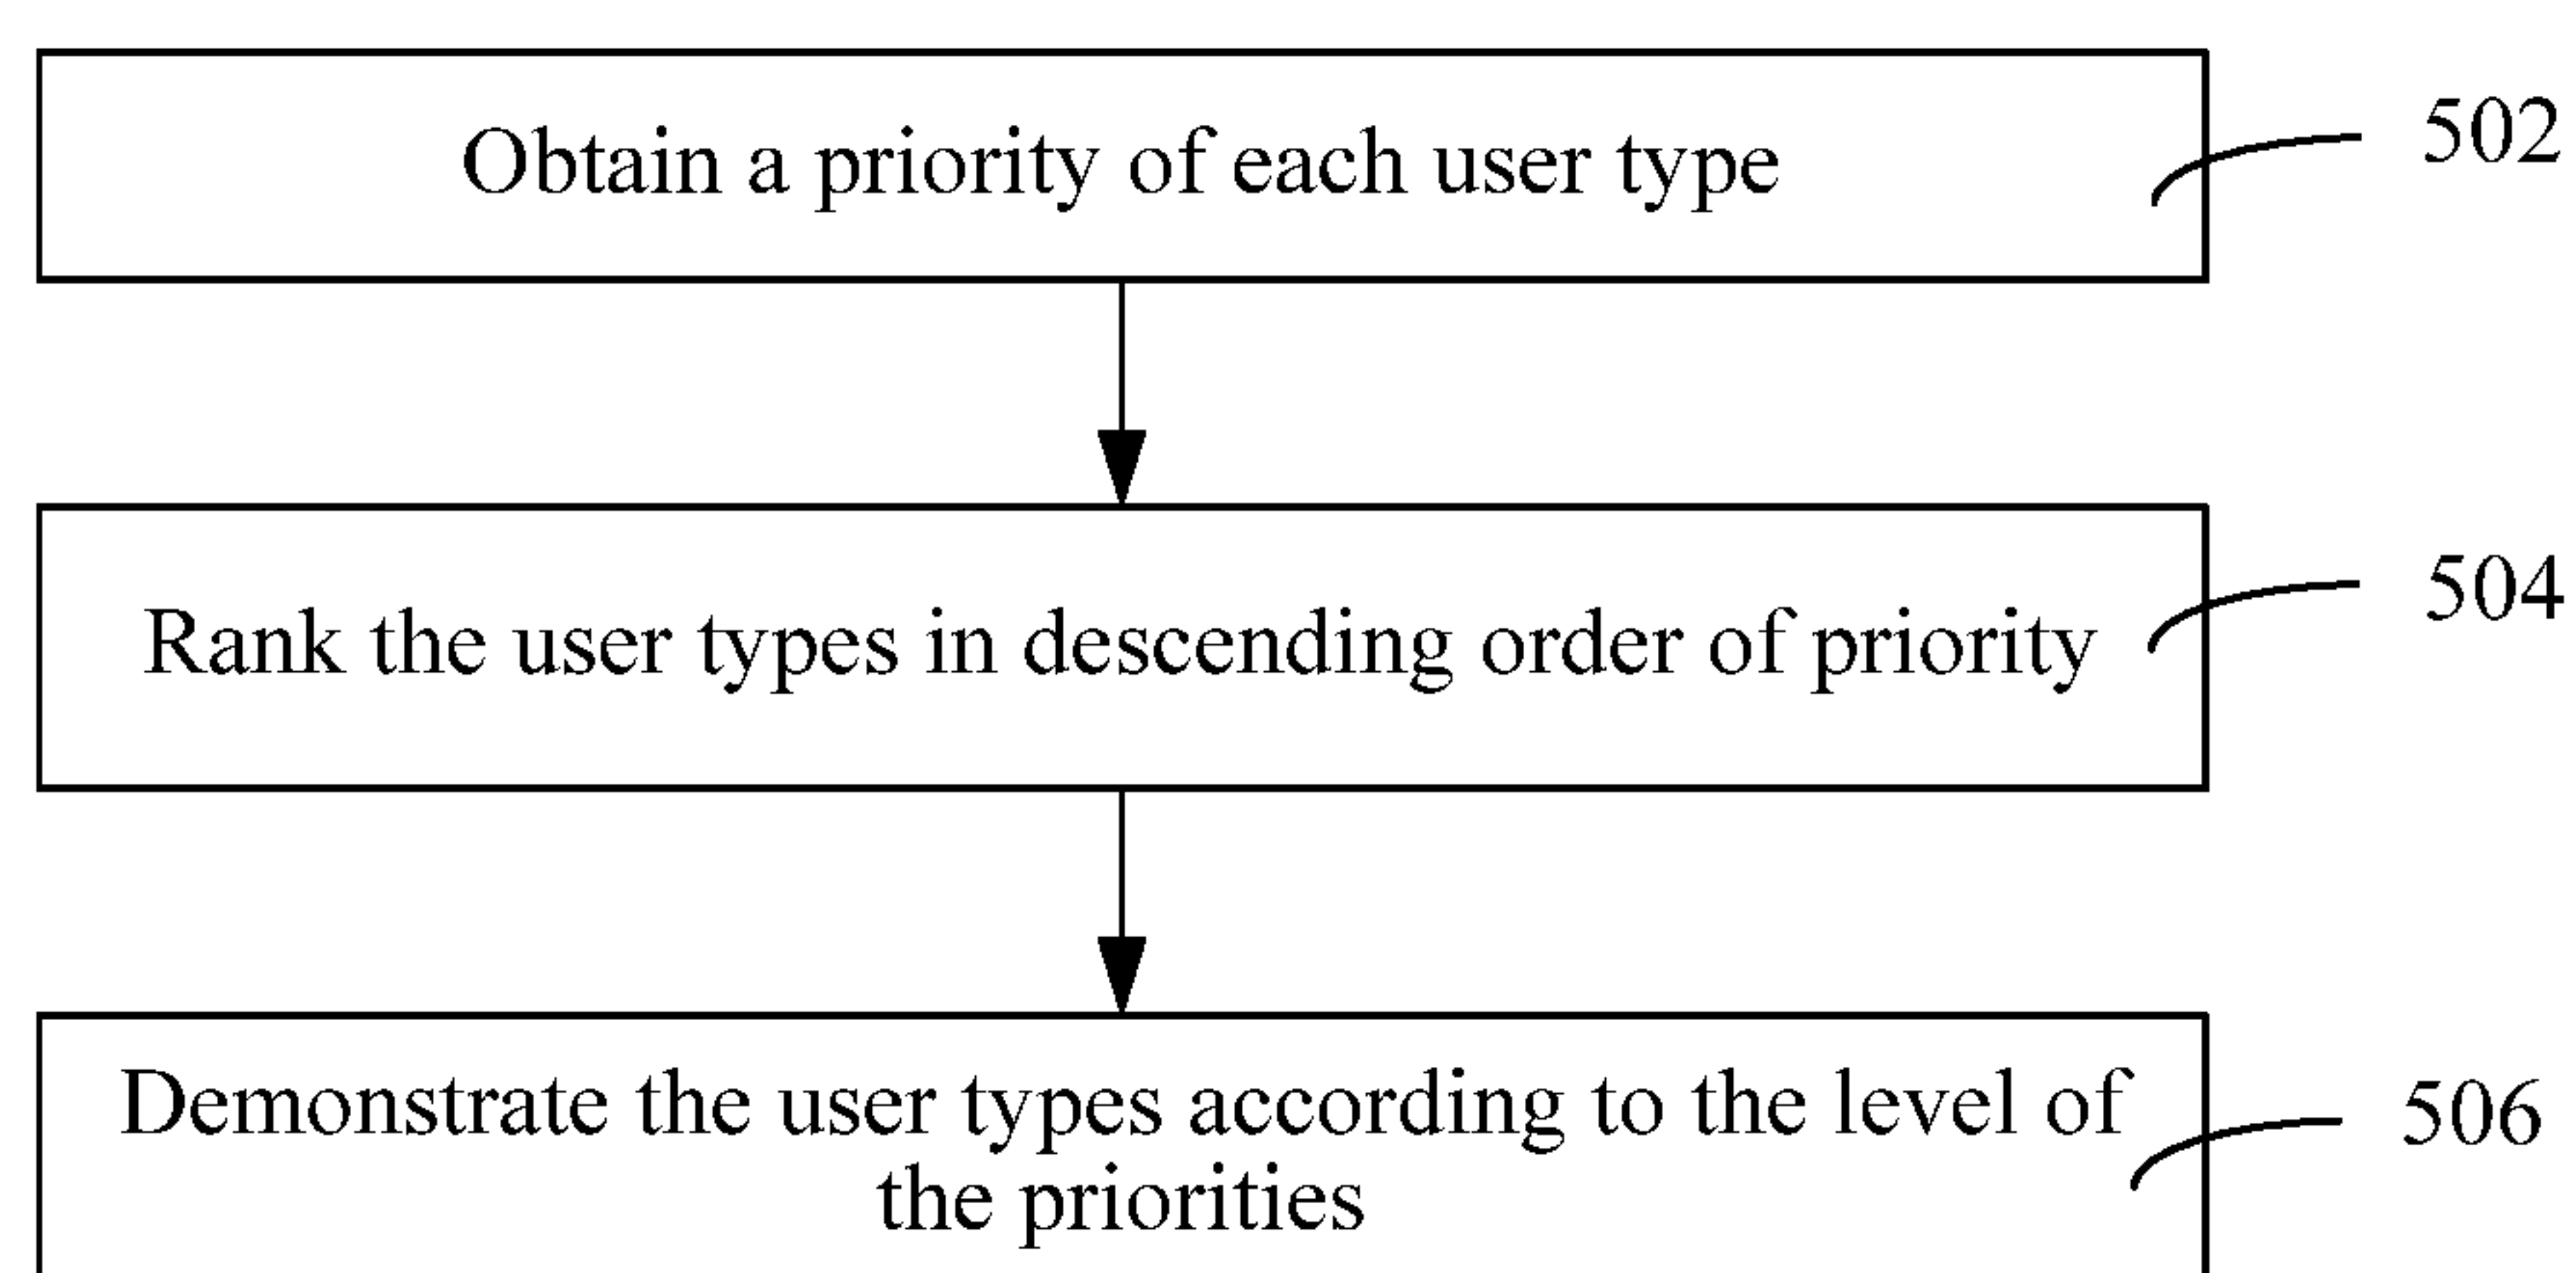 Obtain a priority of each user type
502
Rank the user types in descending order of priority
504
Demonstrate the user types according to the level of
the priorities
506